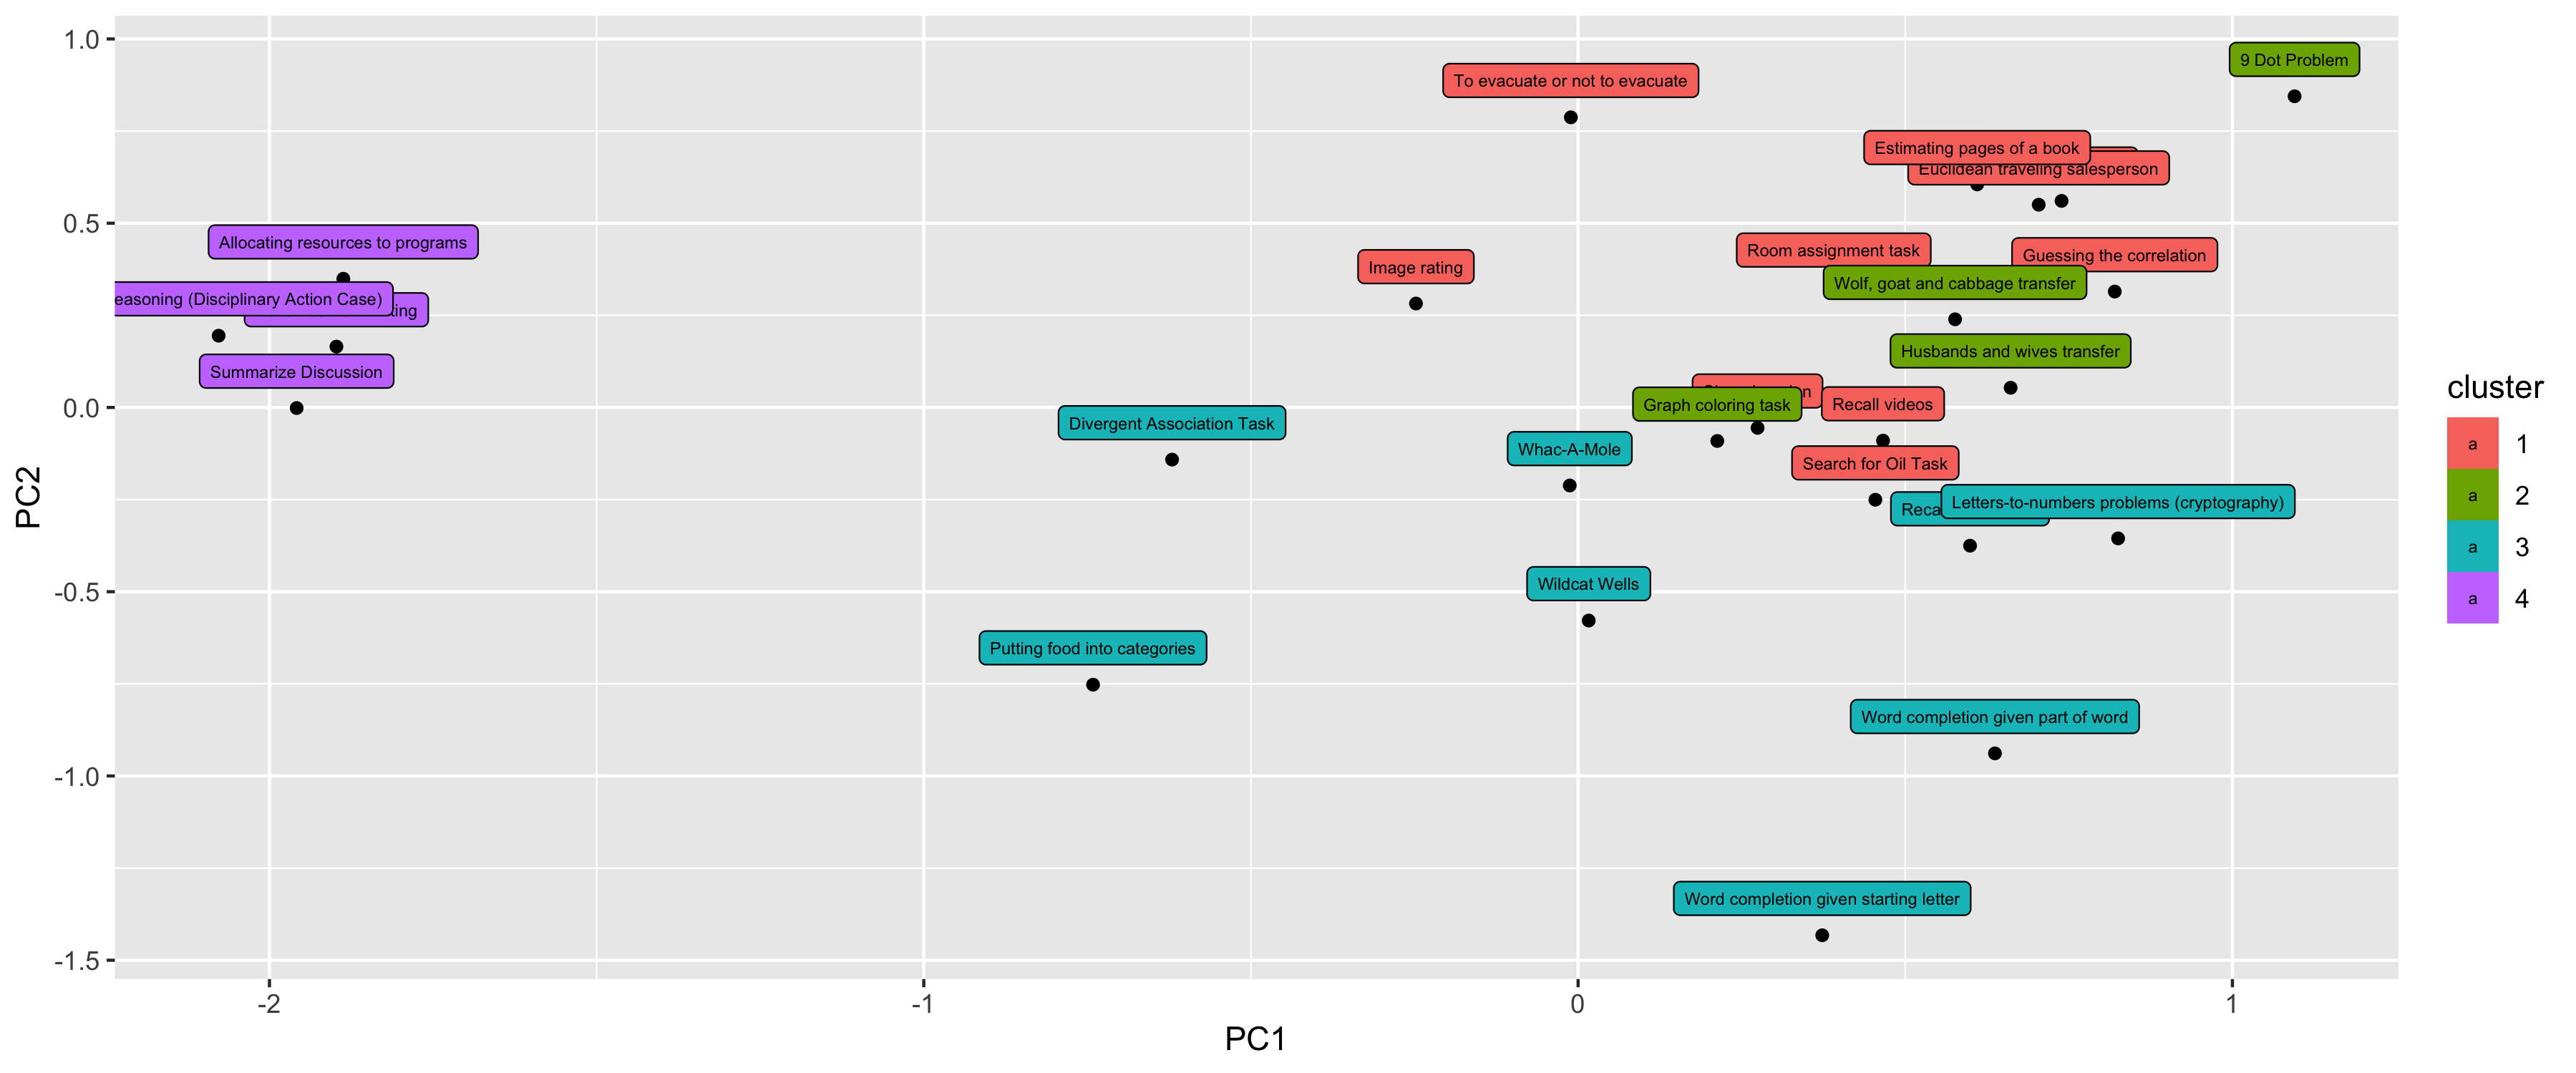 1.0
0.5
0.0
-0.5
-1.0
-1.5
PC2
9 Dot Problem
To evacuate or not to evacuate
Estimating pages of a book
Euclidean traveling salesperson
Allocating resources to programs
Room assignment task
Guessing the correlation
Image rating
Wolf, goat and cabbage transfer
easoning (Disciplinary Action Case)
ting
Husbands and wives transfer
Summarize Discussion
Graph coloring task
Recall videos
Divergent Association Task
Whac-A-Mole
Search for Oil Task
Reca
Letters-to-numbers problems (cryptography)
Wildcat Wells
Putting food into categories
Word completion given part of word
Word completion given starting letter
-2
-1
0
1
PC1
cluster
a 1
a 2
a 3
a 4